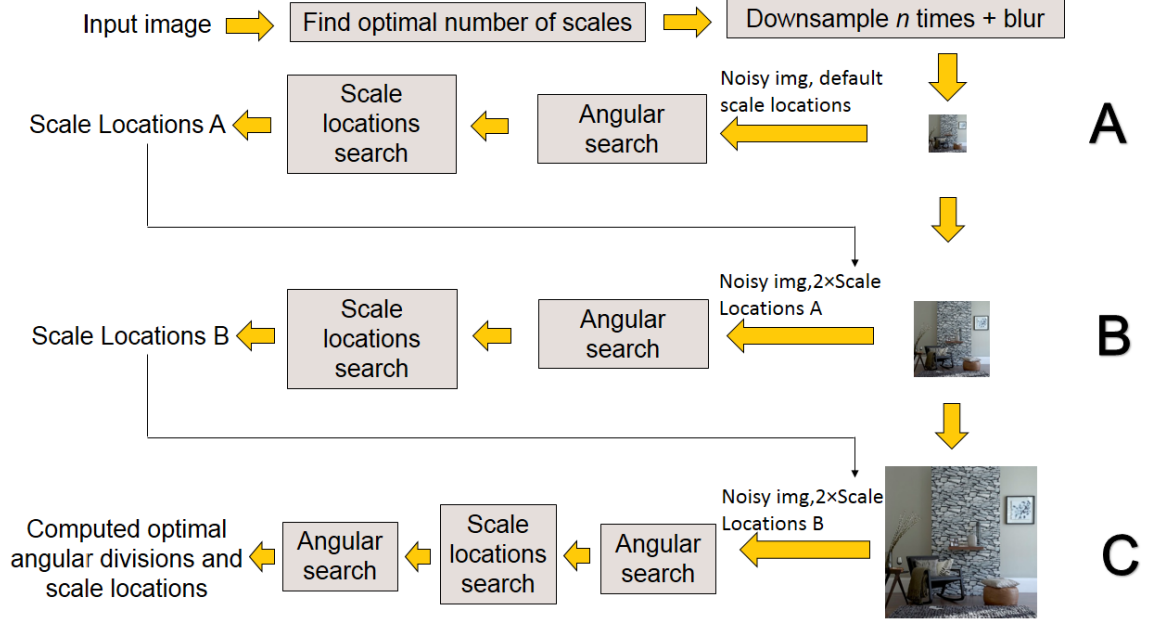 Input image
Find optimal number of scales
Downsample n times + blur
Noisy img, default
scale locations
Scale
locations
search
Angular
search
Scale Locations A
A
Noisy img,2×Scale
Locations A
Scale
locations
search
Angular
search
Scale Locations B
B
Noisy img,2×Scale
Locations B
Computed optimal
angular divisions and
scale locations
Angular
search
Scale
locations
search
Angular
search
C